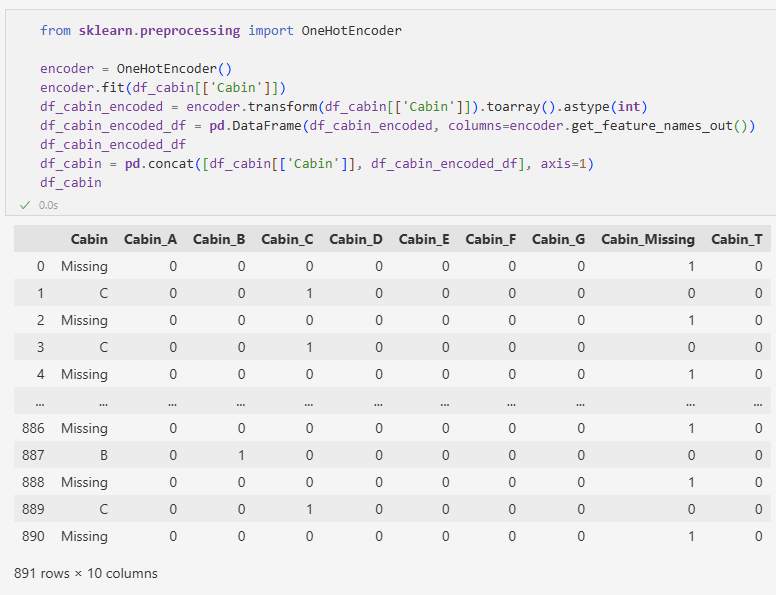 from sklearn.preprocessing import OneHotEncoder
encoder = OneHotEncoder()
encoder.fit(df_cabin[['Cabin']])
df_cabin_encoded = encoder.transform(df_cabin[['Cabin']]).toarray().astype(int)
df_cabin_encoded_df = pd.DataFrame(df_cabin_encoded, columns=encoder.get_feature_names_out())
df_cabin_encoded_df
df_cabin = pd.concat([df_cabin[['Cabin']], df_cabin_encoded_df], axis=1)
df_cabin
✓ 0.0s
Cabin Cabin_A Cabin_B Cabin_C Cabin_D Cabin_E Cabin_F Cabin_G Cabin_Missing Cabin_T
0 Missing 0 0 0 0 0 0 0 1 0
1 C 0 0 1 0 0 0 0 0 0
2 Missing 0 0 0 0 0 0 0 1 0
3 C 0 0 1 0 0 0 0 0 0
4 Missing 0 0 0 0 0 0 0 1 0
... ... ... ... ... ... ... ... ... ... ...
886 Missing 0 0 0 0 0 0 0 1 0
887 B 0 1 0 0 0 0 0 0 0
888 Missing 0 0 0 0 0 0 0 1 0
889 C 0 0 1 0 0 0 0 0 0
890 Missing 0 0 0 0 0 0 0 1 0
891 rows × 10 columns